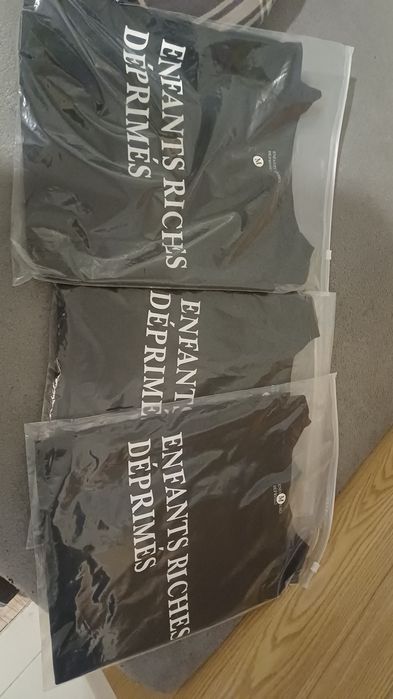 ENFANTS RICHES
DÉPRIMÉS
M
ENFANTS
DÉPRIMÉ
ENFANTS RICHES
DÉPRIMÉS
M